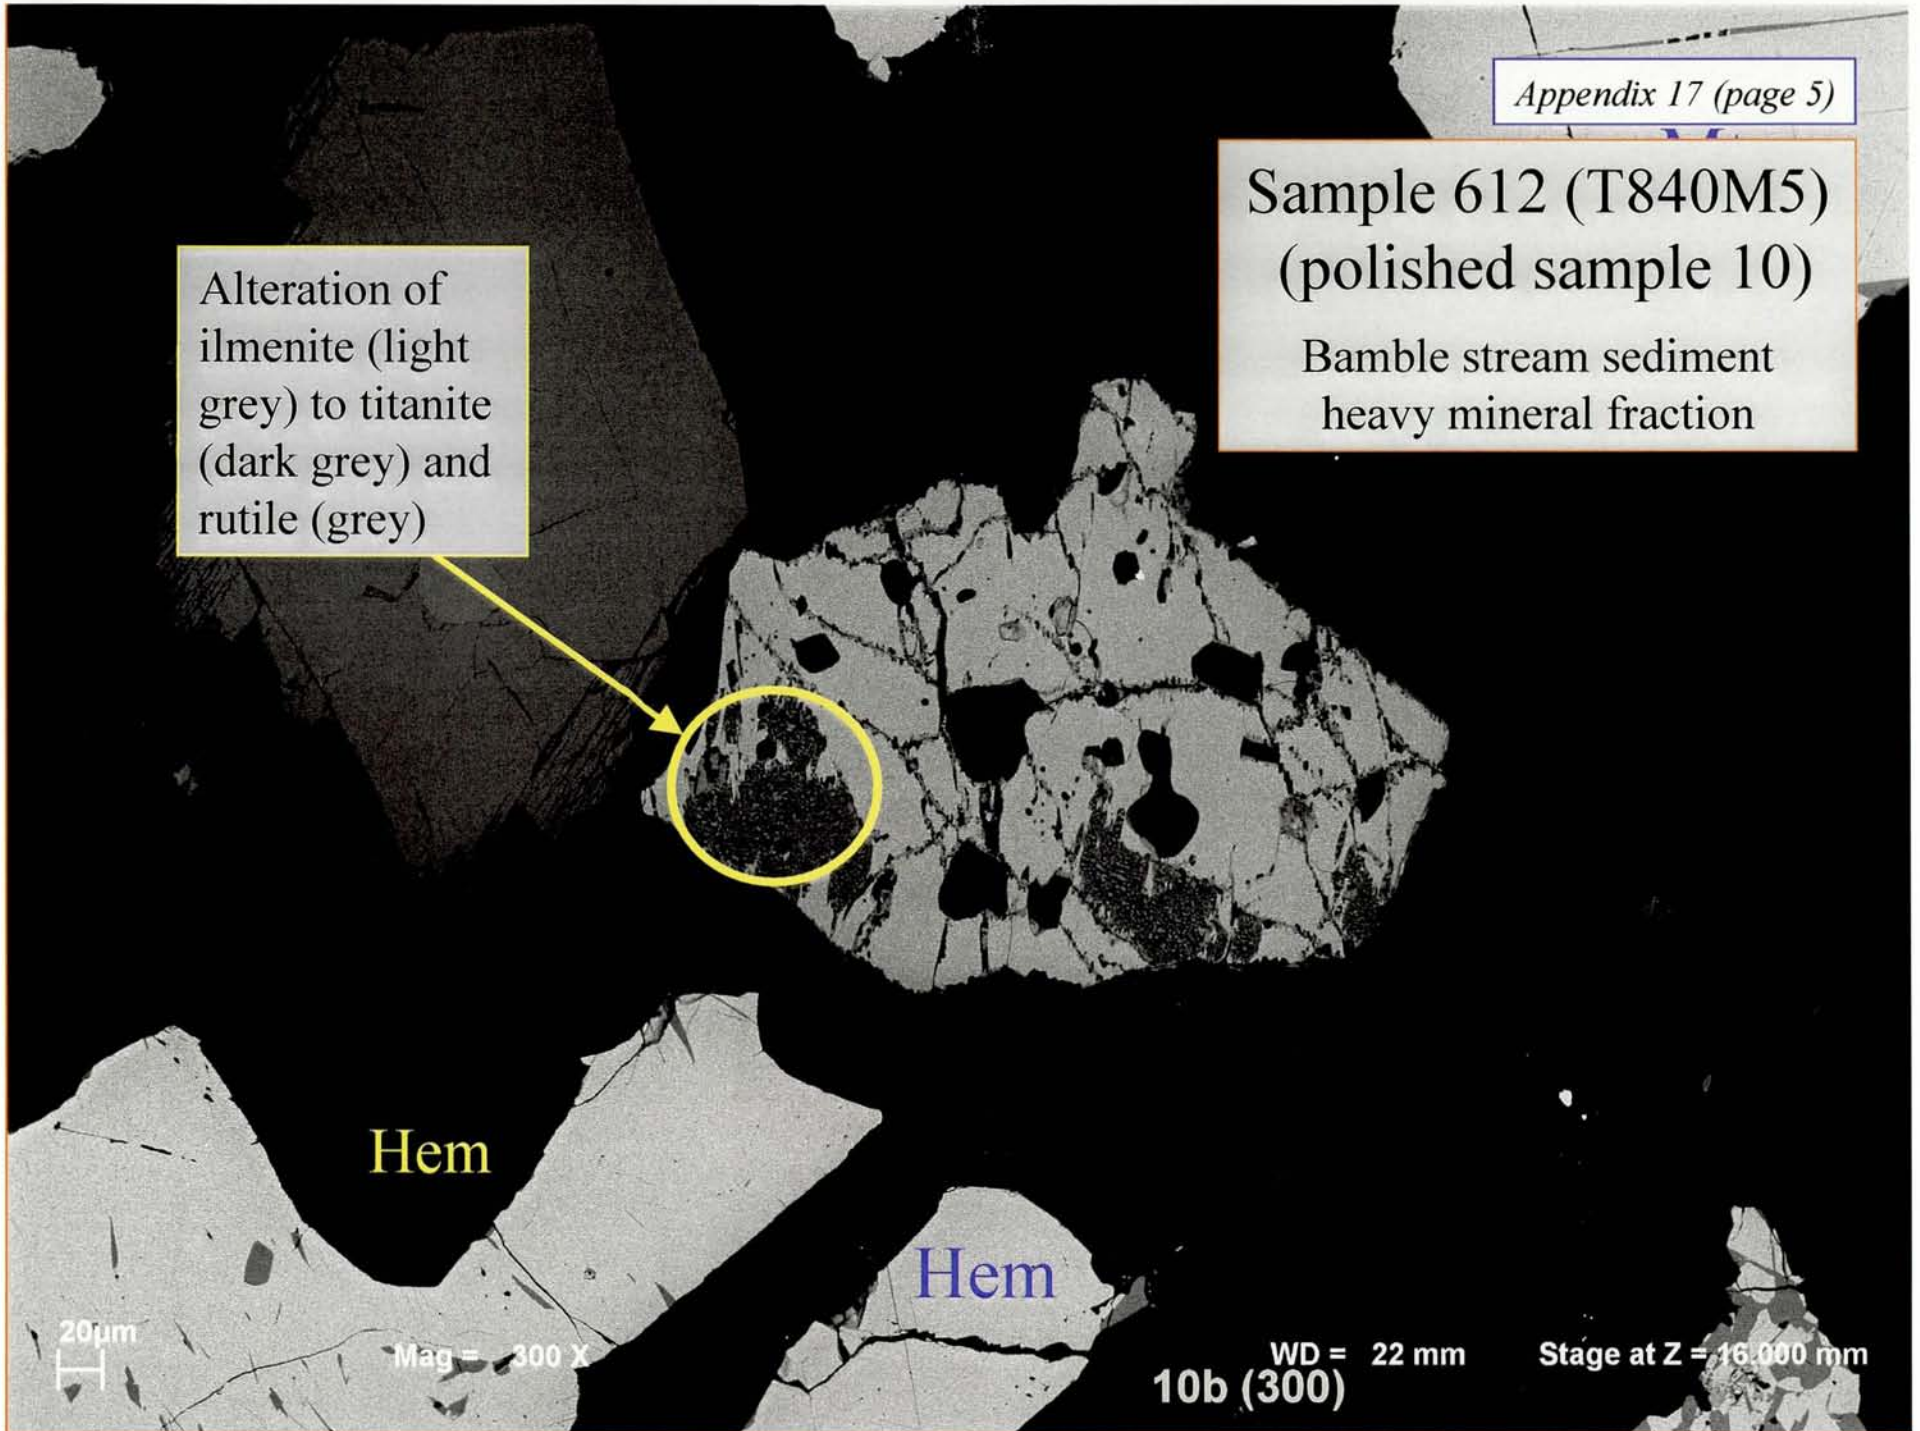 Appendix 17 (page 5)
Sample 612 (T840M5)
(polished sample 10)
Bamble stream sediment
heavy mineral fraction
Alteration of
ilmenite (light
grey) to titanite
(dark grey) and
rutile (grey)
Hem
Hem
20µm
Mag = 300 X
WD = 22 mm
Stage at Z = 16.000 mm
10b (300)